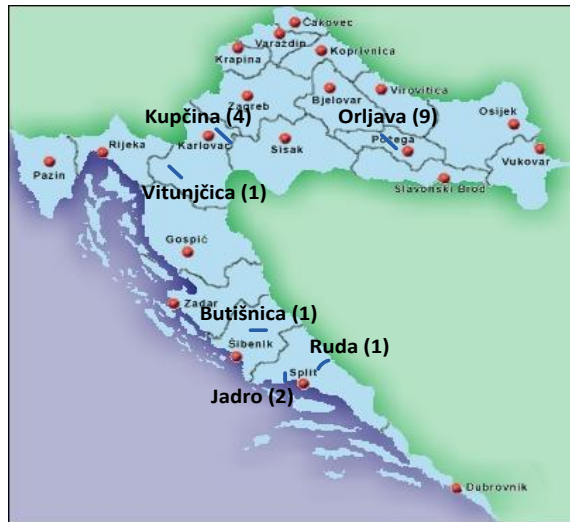 Čakovec
Varaždin
Koprivnica
Krapina
Bjelovar
Virovitica
Zagreb
Kupčina (4)
Orljava (9)
Osijek
Rijeka
Karlovac
Sisak
Požega
Vukovar
Pazin
Vitunjčica (1)
Slavonski Brod
Gospić
Zadar
Butišnica (1)
Šibenik
Ruda (1)
Split
Jadro (2)
Dubrovnik